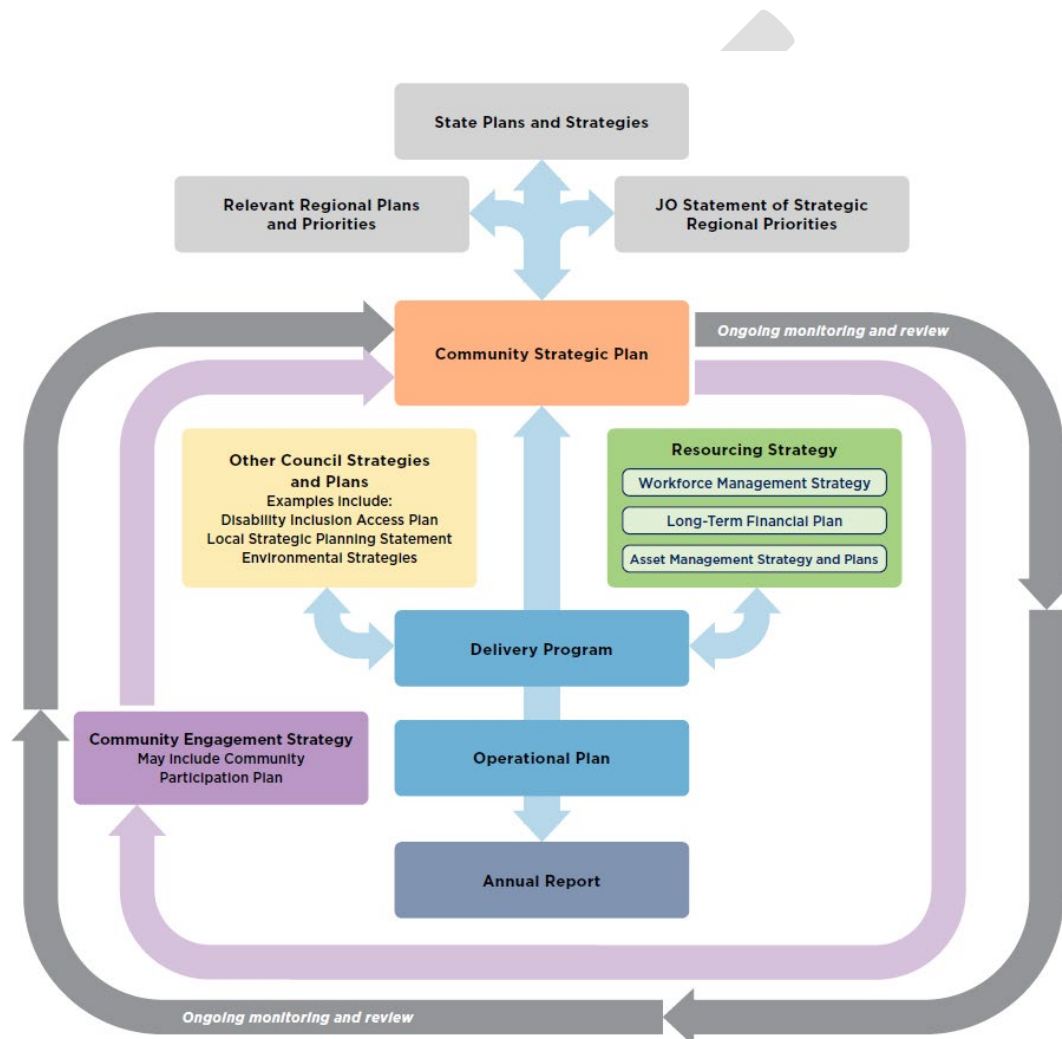 State Plans and Strategies
Relevant Regional Plans
and Priorities
JO Statement of Strategic
Regional Priorities
Community Strategic Plan
Ongoing monitoring and review
Other Council Strategies
and Plans
Examples include:
Disability Inclusion Access Plan
Local Strategic Planning Statement
Environmental Strategies
Resourcing Strategy
Workforce Management Strategy
Long-Term Financial Plan
Asset Management Strategy and Plans
Delivery Program
Community Engagement Strategy
May include Community
Participation Plan
Operational Plan
Annual Report
Ongoing monitoring and review